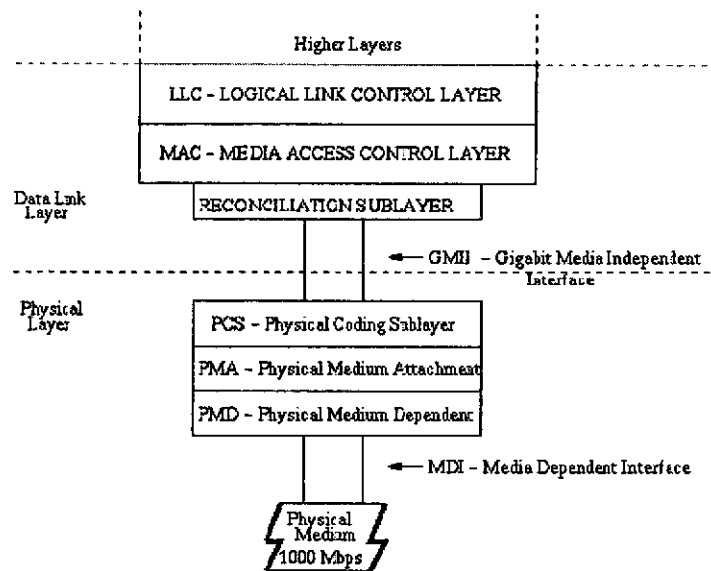 Higher Layers
LLC - LOGICAL LINK CONTROL LAYER
MAC - MEDIA ACCESS CONTROL LAYER
Data Link
Layer
RECONCILIATION SUBLAYER
GMII - Gigabit Media Independent
Interface
Physical
Layer
PCS - Physical Coding Sublayer
PMA - Physical Medium Attachment
PMD - Physical Medium Dependent
MDI - Media Dependent Interface
Physical
Medium
1000 Mbps